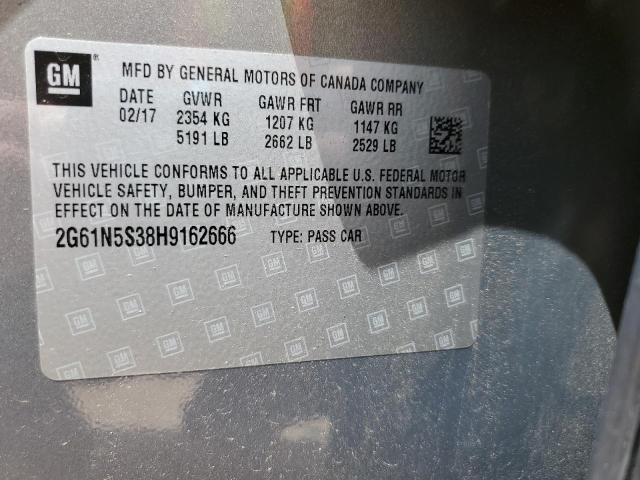 GM ®
MFD BY GENERAL MOTORS OF CANADA COMPANY
DATE GVWR GAWR FRT GAWR RR
02/17 2354 KG 1207 KG 1147 KG
5191 LB 2662 LB 2529 LB
THIS VEHICLE CONFORMS TO ALL APPLICABLE U.S. FEDERAL MOTOR
VEHICLE SAFETY, BUMPER, AND THEFT PREVENTION STANDARDS IN
EFFECT ON THE DATE OF MANUFACTURE SHOWN ABOVE.
2G61N5S38H9162666 TYPE: PASS CAR